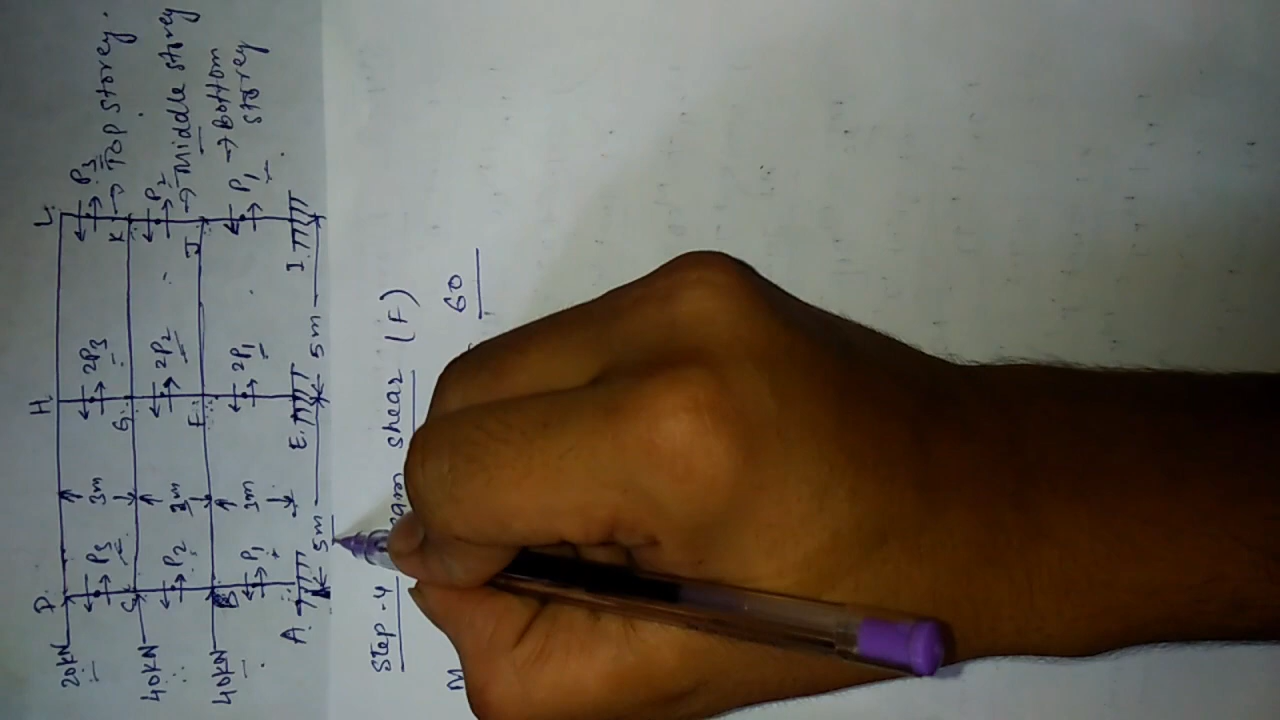 D. H. L.
20KN P3 3m 2P3 P3 → Top storey.
C G. K
40KN P2 3m 2P2 P2 → Middle storey
B F. J
40KN P1 3m 2P1 P1 → Bottom
storey
A. E. I.
5m 5m
Step-4 shear (F)
M 60